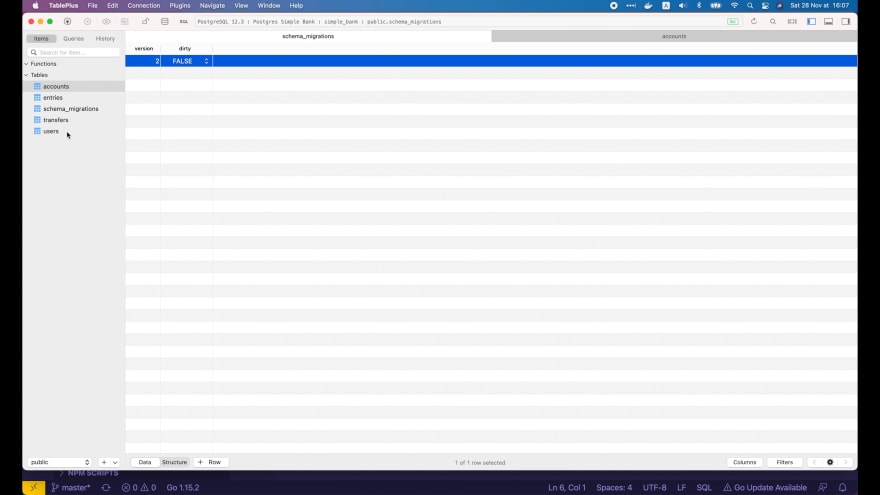 TablePlus File Edit Connection Plugins Navigate View Window Help A Sat 28 Nov at 16:07
SQL PostgreSQL 12.3 : Postgres Simple Bank : simple_bank : public.schema_migrations
Items Queries History
Search for item...
Functions
Tables
accounts
entries
schema_migrations
transfers
users
schema_migrations accounts
version dirty
2 FALSE
public
Data Structure + Row 1 of 1 row selected Columns Filters
NPM SCRIPTS
master* 0 0 Go 1.15.2 Ln 6, Col 1 Spaces: 4 UTF-8 LF SQL Go Update Available